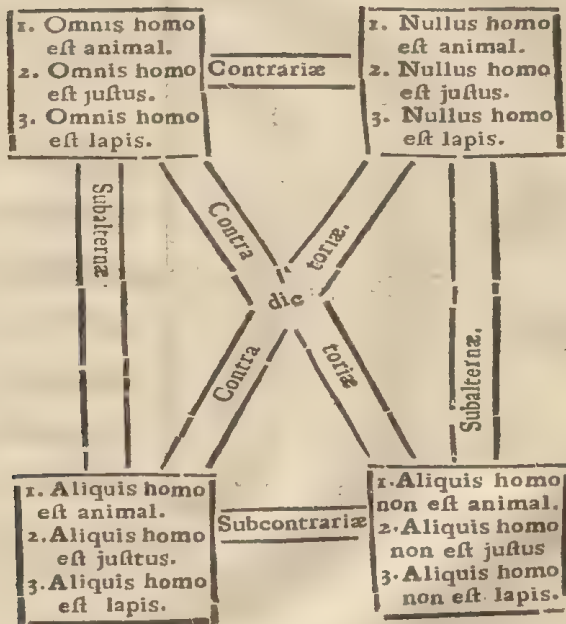 1. Omnis homo
eſt animal.
2. Omnis homo
eſt juſtus.
3. Omnis homo
eſt lapis.
Contrariæ
1. Nullus homo
eſt animal.
2. Nullus homo
eſt juſtus.
3. Nullus homo
eſt lapis.
Subalternæ
Contra
toriæ.
dic
Contra
toriæ
Subalternæ.
1. Aliquis homo
eſt animal.
2. Aliquis homo
eſt juſtus.
3. Aliquis homo
eſt lapis.
Subcontrariæ
1. Aliquis homo
non eſt animal.
2. Aliquis homo
non eſt juſtus
3. Aliquis homo
non eſt lapis.